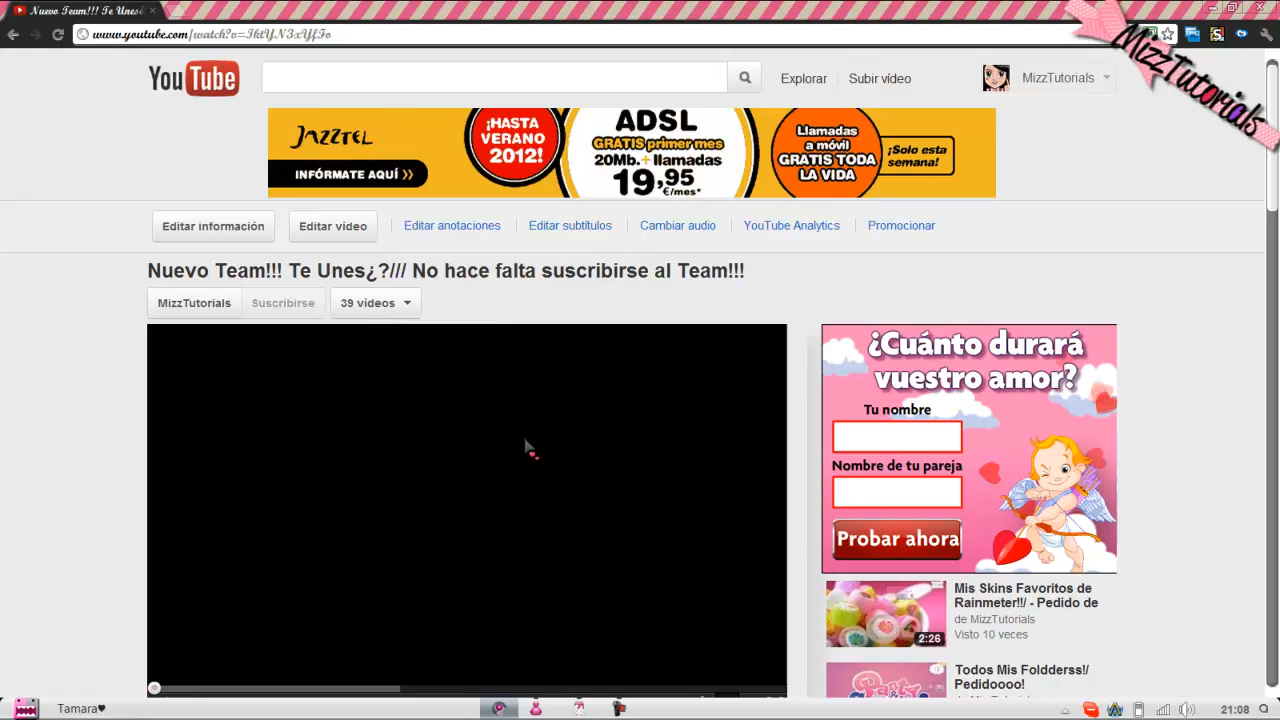 Nuevo Team!!! Te Unes¿
www.youtube.com/watch?v=IktYN3xYfFo
MizzTutorials
YouTube
Explorar
Subir vídeo
MizzTutorials
JAZZTEL
INFÓRMATE AQUÍ >>
¡HASTA
VERANO
2012!
ADSL
GRATIS primer mes
20Mb.+llamadas
19,95
€/mes*
Llamadas
a móvil
GRATIS TODA
LA VIDA
¡Solo esta
semana!
Editar información
Editar vídeo
Editar anotaciones
Editar subtítulos
Cambiar audio
YouTube Analytics
Promocionar
Nuevo Team!!! Te Unes¿?/// No hace falta suscribirse al Team!!!
MizzTutorials
Suscribirse
39 vídeos
¿Cuánto durará
vuestro amor?
Tu nombre
Nombre de tu pareja
Probar ahora
2:26
Mis Skins Favoritos de
Rainmeter!!/ - Pedido de
de MizzTutorials
Visto 10 veces
Todos Mis Foldderss!/
Pedidoooo!
Tamara♥
21:08